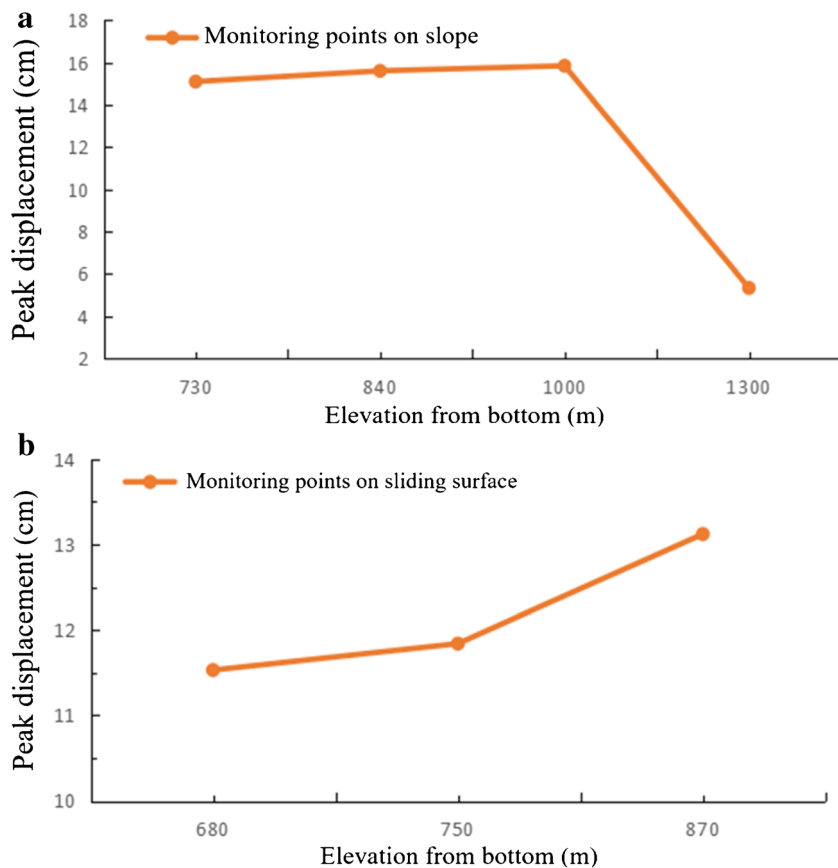 a
Monitoring points on slope
Peak displacement (cm)
18
16
14
12
10
8
6
4
2
730 840 1000 1300
Elevation from bottom (m)
b
Monitoring points on sliding surface
Peak displacement (cm)
14
13
12
11
10
680 750 870
Elevation from bottom (m)